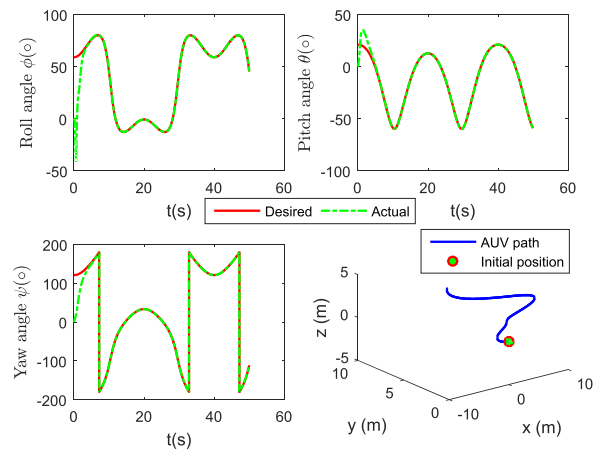 100
50
0
-50
0
20
40
60
Roll angle ϕ(○)
t(s)
50
0
-50
-100
0
20
40
60
Pitch angle θ(○)
t(s)
Desired
Actual
200
100
0
-100
-200
0
20
40
60
Yaw angle ψ(○)
t(s)
AUV path
Initial position
5
0
-5
z (m)
10
5
0
y (m)
-10
0
10
x (m)